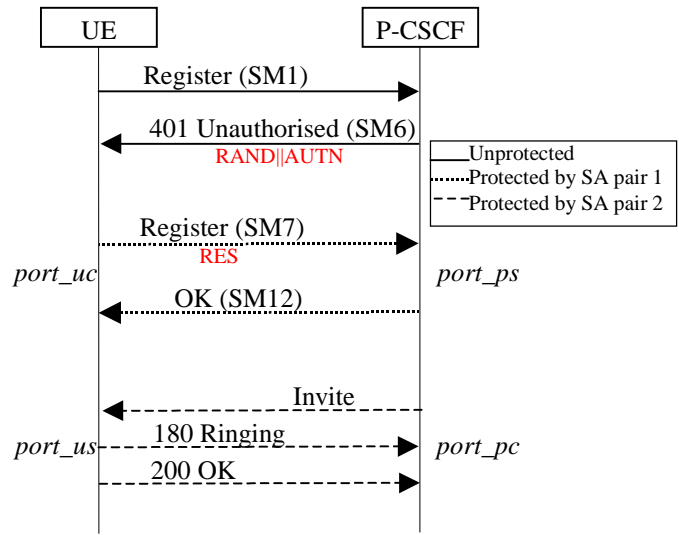 UE
P-CSCF
Register (SM1)
401 Unauthorised (SM6)
RAND||AUTN
Unprotected
Protected by SA pair 1
Protected by SA pair 2
Register (SM7)
RES
port_uc
port_ps
OK (SM12)
Invite
port_us
180 Ringing
port_pc
200 OK